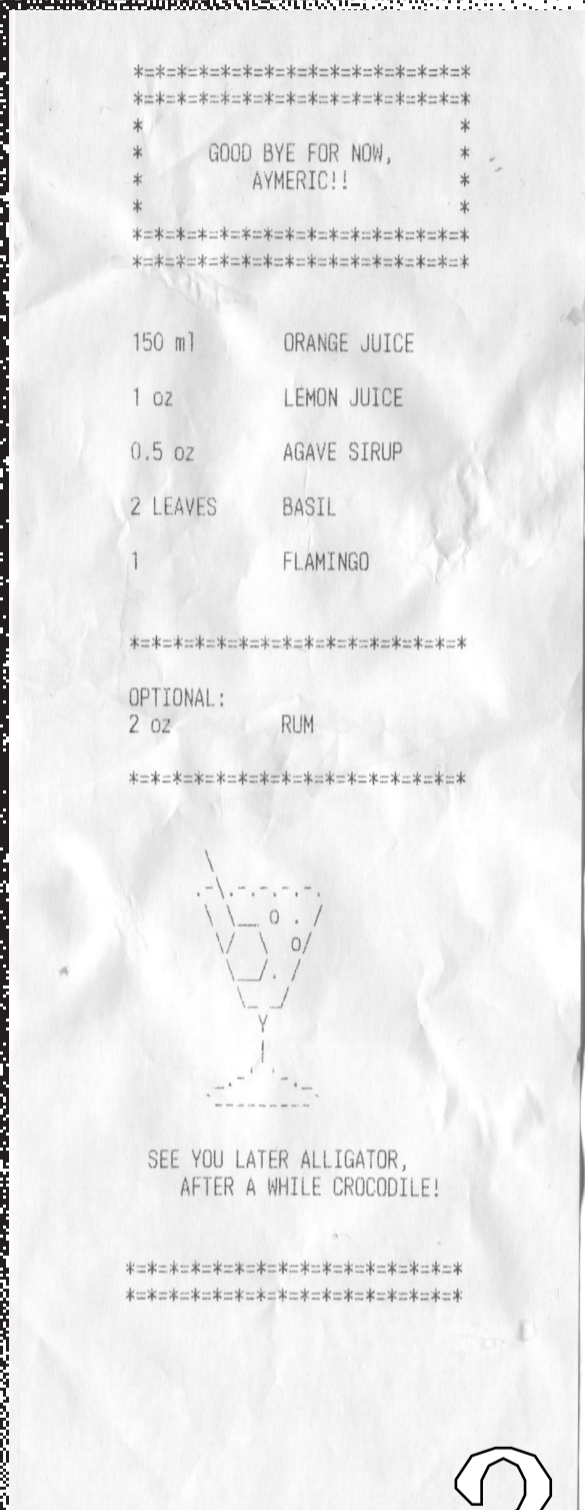 *=*=*=*=*=*=*=*=*=*=*=*=*=*=*=*
*=*=*=*=*=*=*=*=*=*=*=*=*=*=*=*
* *
* GOOD BYE FOR NOW, *
* AYMERIC!! *
* *
*=*=*=*=*=*=*=*=*=*=*=*=*=*=*=*
*=*=*=*=*=*=*=*=*=*=*=*=*=*=*=*
150 ml ORANGE JUICE
1 oz LEMON JUICE
0.5 oz AGAVE SIRUP
2 LEAVES BASIL
1 FLAMINGO
*=*=*=*=*=*=*=*=*=*=*=*=*=*=*=*
OPTIONAL:
2 oz RUM
*=*=*=*=*=*=*=*=*=*=*=*=*=*=*=*
SEE YOU LATER ALLIGATOR,
AFTER A WHILE CROCODILE!
*=*=*=*=*=*=*=*=*=*=*=*=*=*=*=*
*=*=*=*=*=*=*=*=*=*=*=*=*=*=*=*